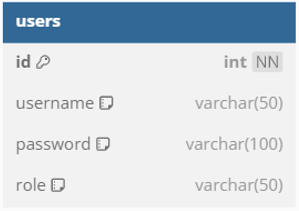 users
id int NN
username varchar(50)
password varchar(100)
role varchar(50)